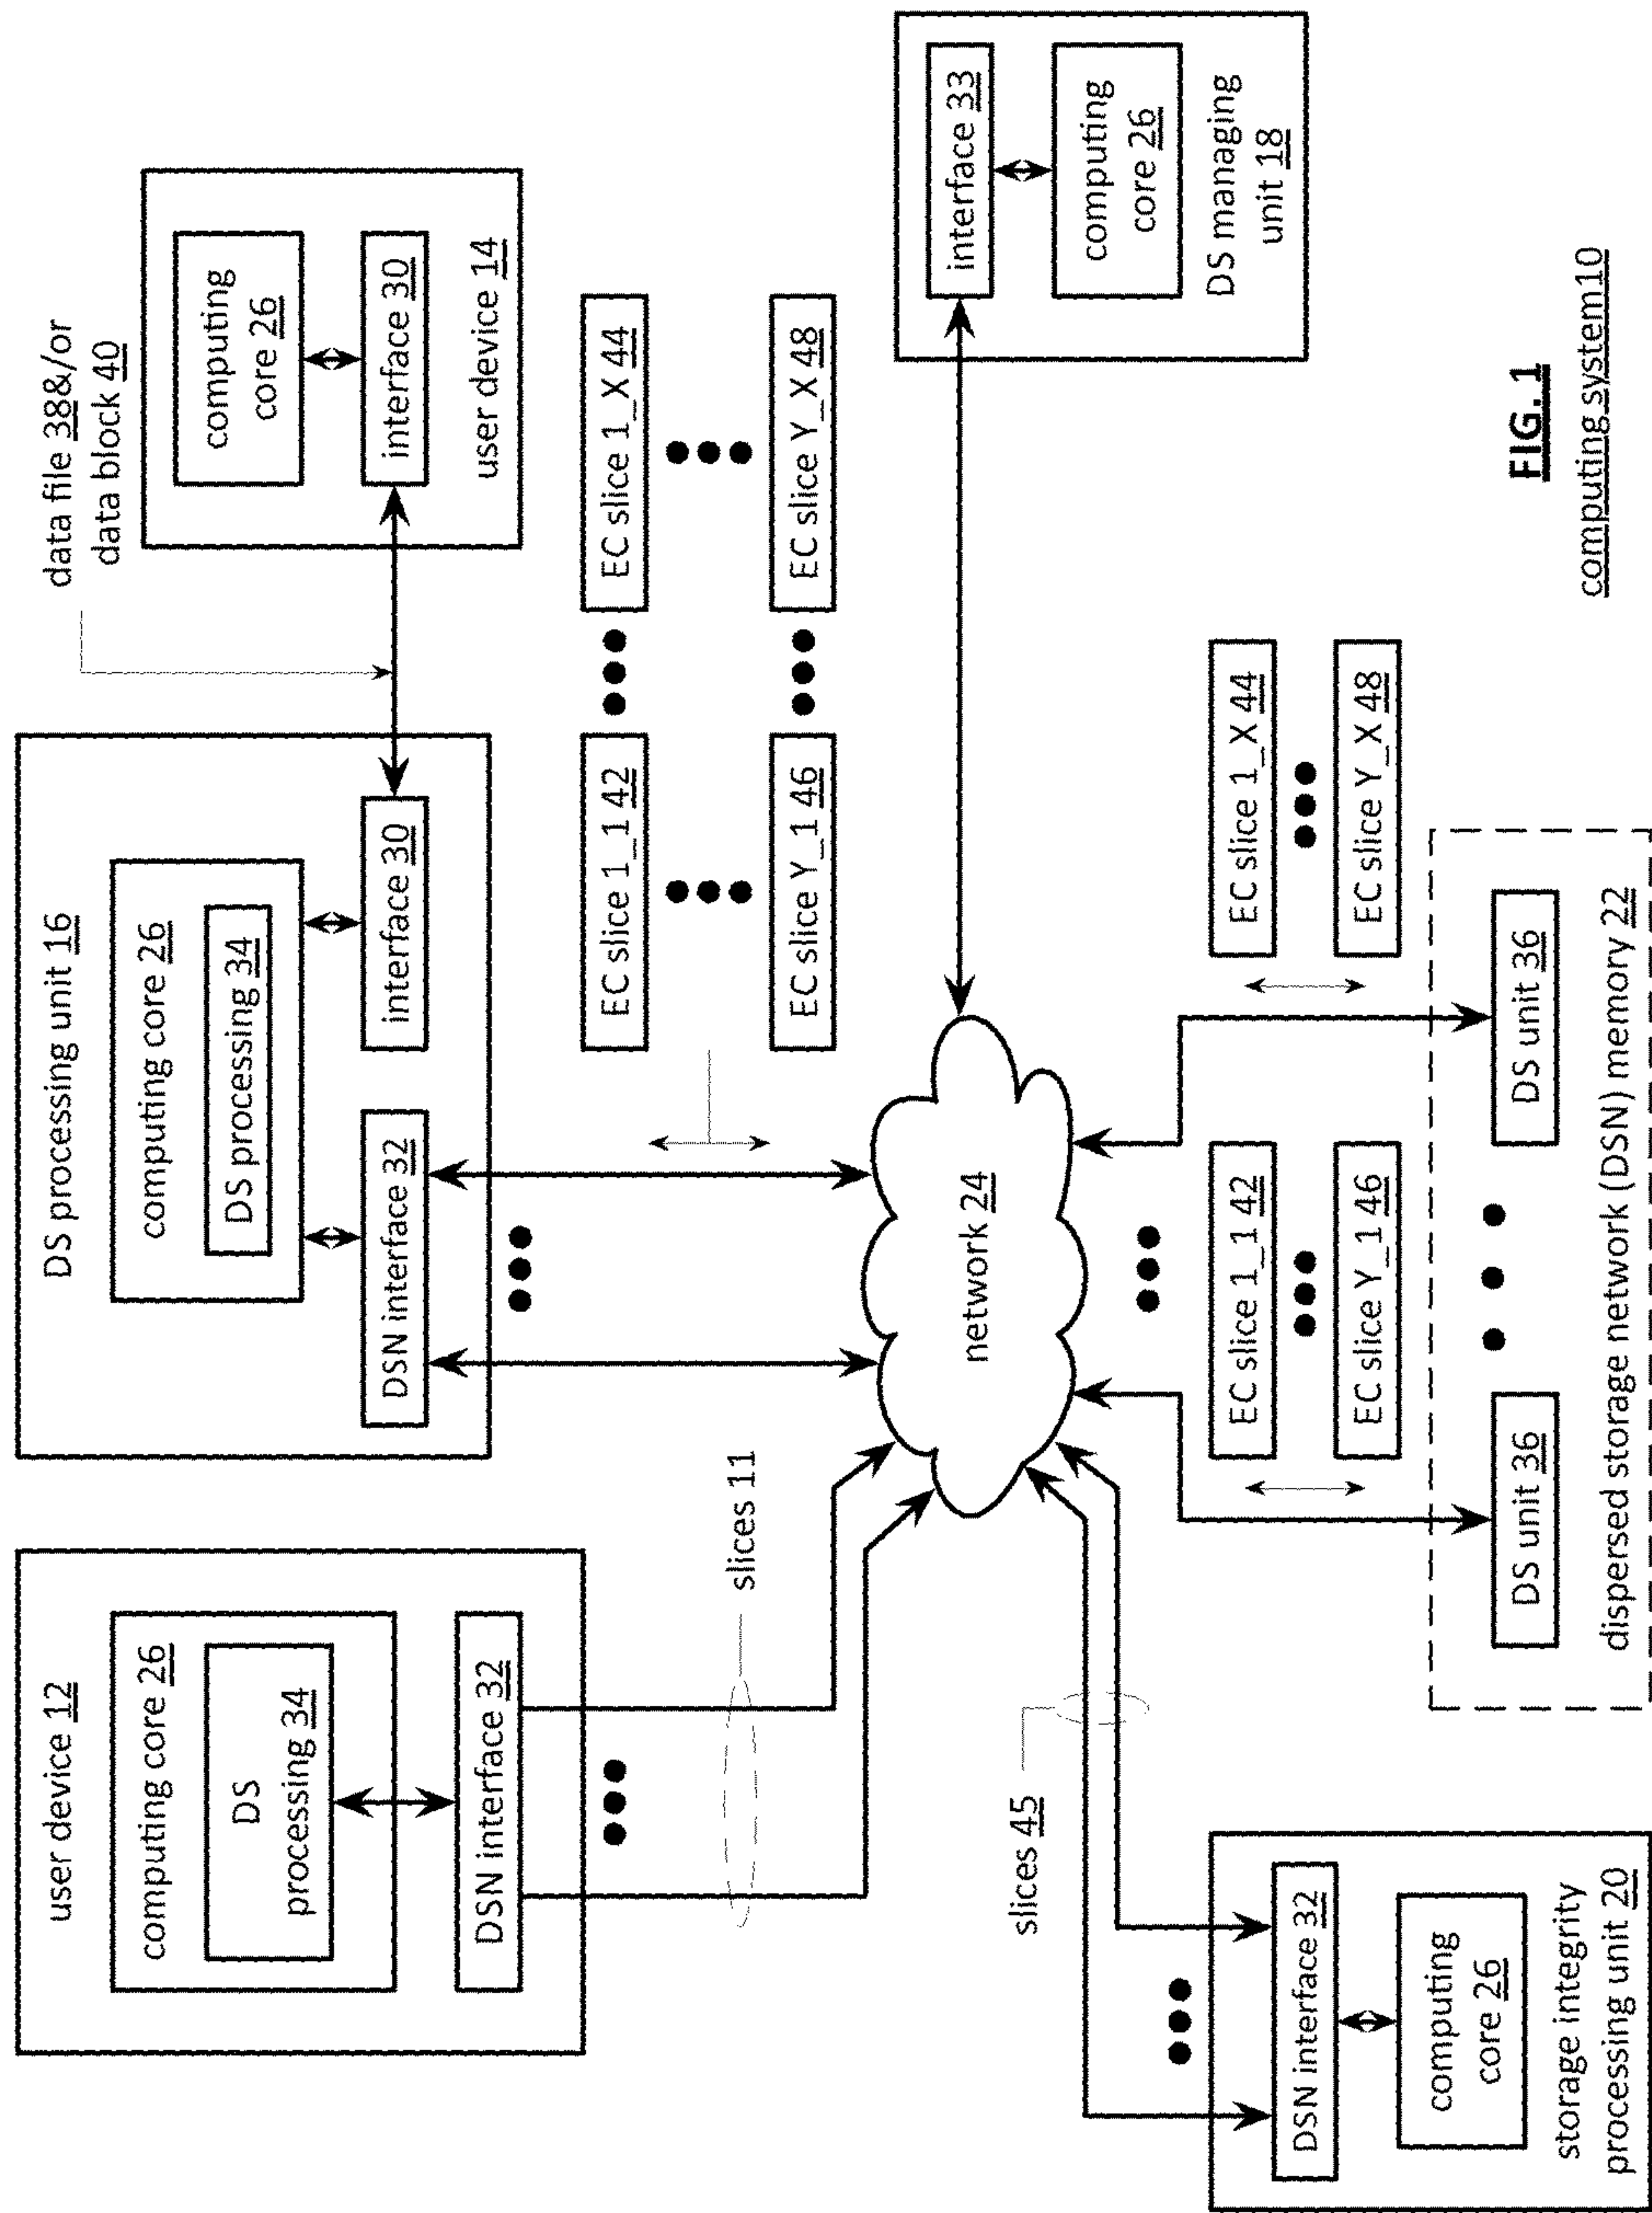 user device 12
computing core 26
DS
processing 34
DSN interface 32
slices 11
DS processing unit 16
computing core 26
DS processing 34
DSN interface 32
interface 30
data file 38&/or
data block 40
computing
core 26
interface 30
user device 14
EC slice 1_1 42
EC slice 1_X 44
EC slice Y_1 46
EC slice Y_X 48
network 24
interface 33
computing
core 26
DS managing
unit 18
slices 45
DSN interface 32
computing
core 26
storage integrity
processing unit 20
EC slice 1_1 42
EC slice Y_1 46
EC slice 1_X 44
EC slice Y_X 48
DS unit 36
DS unit 36
dispersed storage network (DSN) memory 22
FIG. 1
computing system10